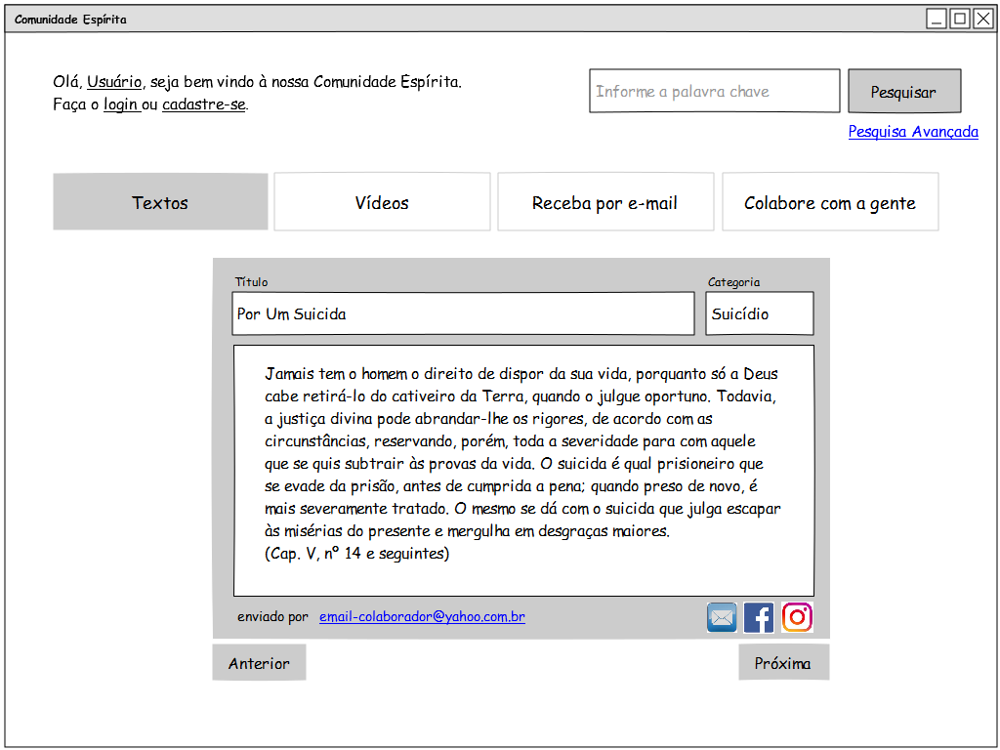 Comunidade Espírita
Olá, Usuário, seja bem vindo à nossa Comunidade Espírita.
Faça o login ou cadastre-se.
Informe a palavra chave
Pesquisar
Pesquisa Avançada
Textos
Vídeos
Receba por e-mail
Colabore com a gente
Título
Categoria
Por Um Suicida
Suicídio
Jamais tem o homem o direito de dispor da sua vida, porquanto só a Deus
cabe retirá-lo do cativeiro da Terra, quando o julgue oportuno. Todavia,
a justiça divina pode abrandar-lhe os rigores, de acordo com as
circunstâncias, reservando, porém, toda a severidade para com aquele
que se quis subtrair às provas da vida. O suicida é qual prisioneiro que
se evade da prisão, antes de cumprida a pena; quando preso de novo, é
mais severamente tratado. O mesmo se dá com o suicida que julga escapar
às misérias do presente e mergulha em desgraças maiores.
(Cap. V, nº 14 e seguintes)
enviado por email-colaborador@yahoo.com.br
Anterior
Próxima